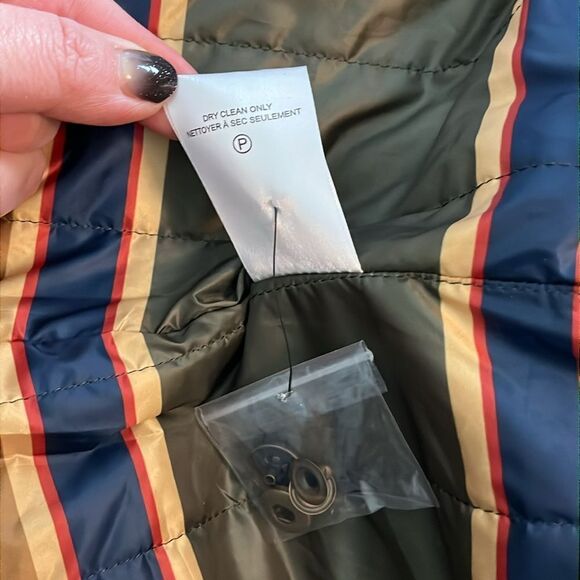 DRY CLEAN ONLY
NETTOYER À SEC SEULEMENT
P